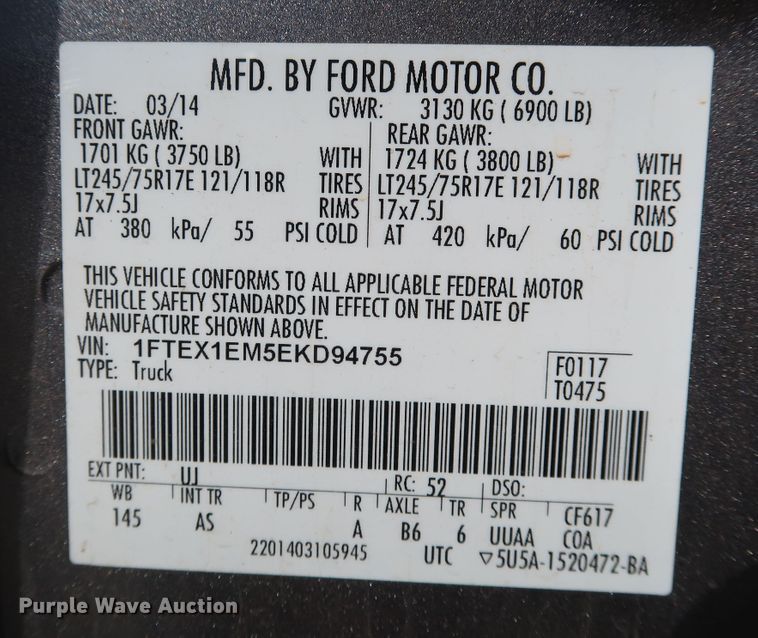 MFD. BY FORD MOTOR CO.
DATE: 03/14 GVWR: 3130 KG ( 6900 LB)
FRONT GAWR: REAR GAWR:
1701 KG ( 3750 LB) WITH 1724 KG ( 3800 LB) WITH
LT245/75R17E 121/118R TIRES LT245/75R17E 121/118R TIRES
17x7.5J RIMS 17x7.5J RIMS
AT 380 kPa/ 55 PSI COLD AT 420 kPa/ 60 PSI COLD
THIS VEHICLE CONFORMS TO ALL APPLICABLE FEDERAL MOTOR
VEHICLE SAFETY STANDARDS IN EFFECT ON THE DATE OF
MANUFACTURE SHOWN ABOVE.
VIN: 1FTEX1EM5EKD94755 F0117
TYPE: Truck T0475
EXT PNT: UJ RC: 52 DSO:
WB INT TR TP/PS R AXLE TR SPR CF617
145 AS A B6 6 UUAA COA
2201403105945 UTC ▽5U5A-1520472-BA
Purple Wave Auction